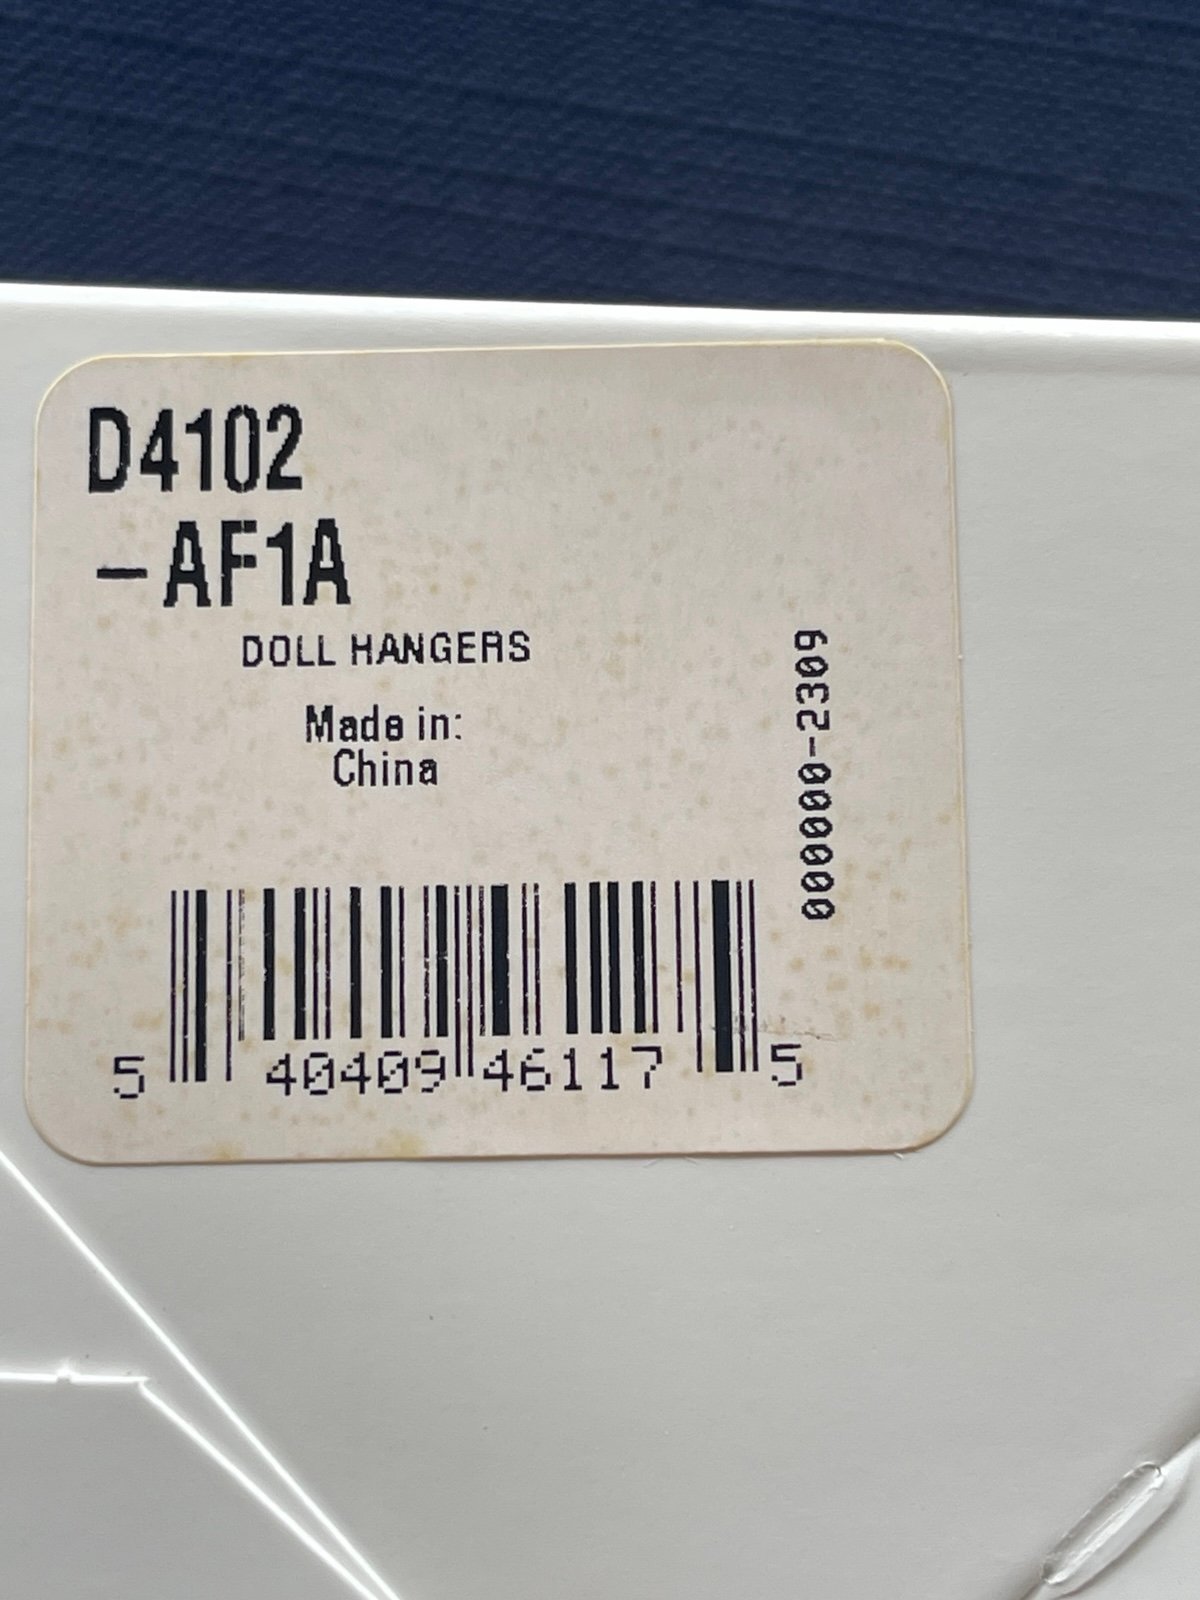 D4102
-AF1A
DOLL HANGERS
Made in:
China
000000-2309
5 40409 46117 5